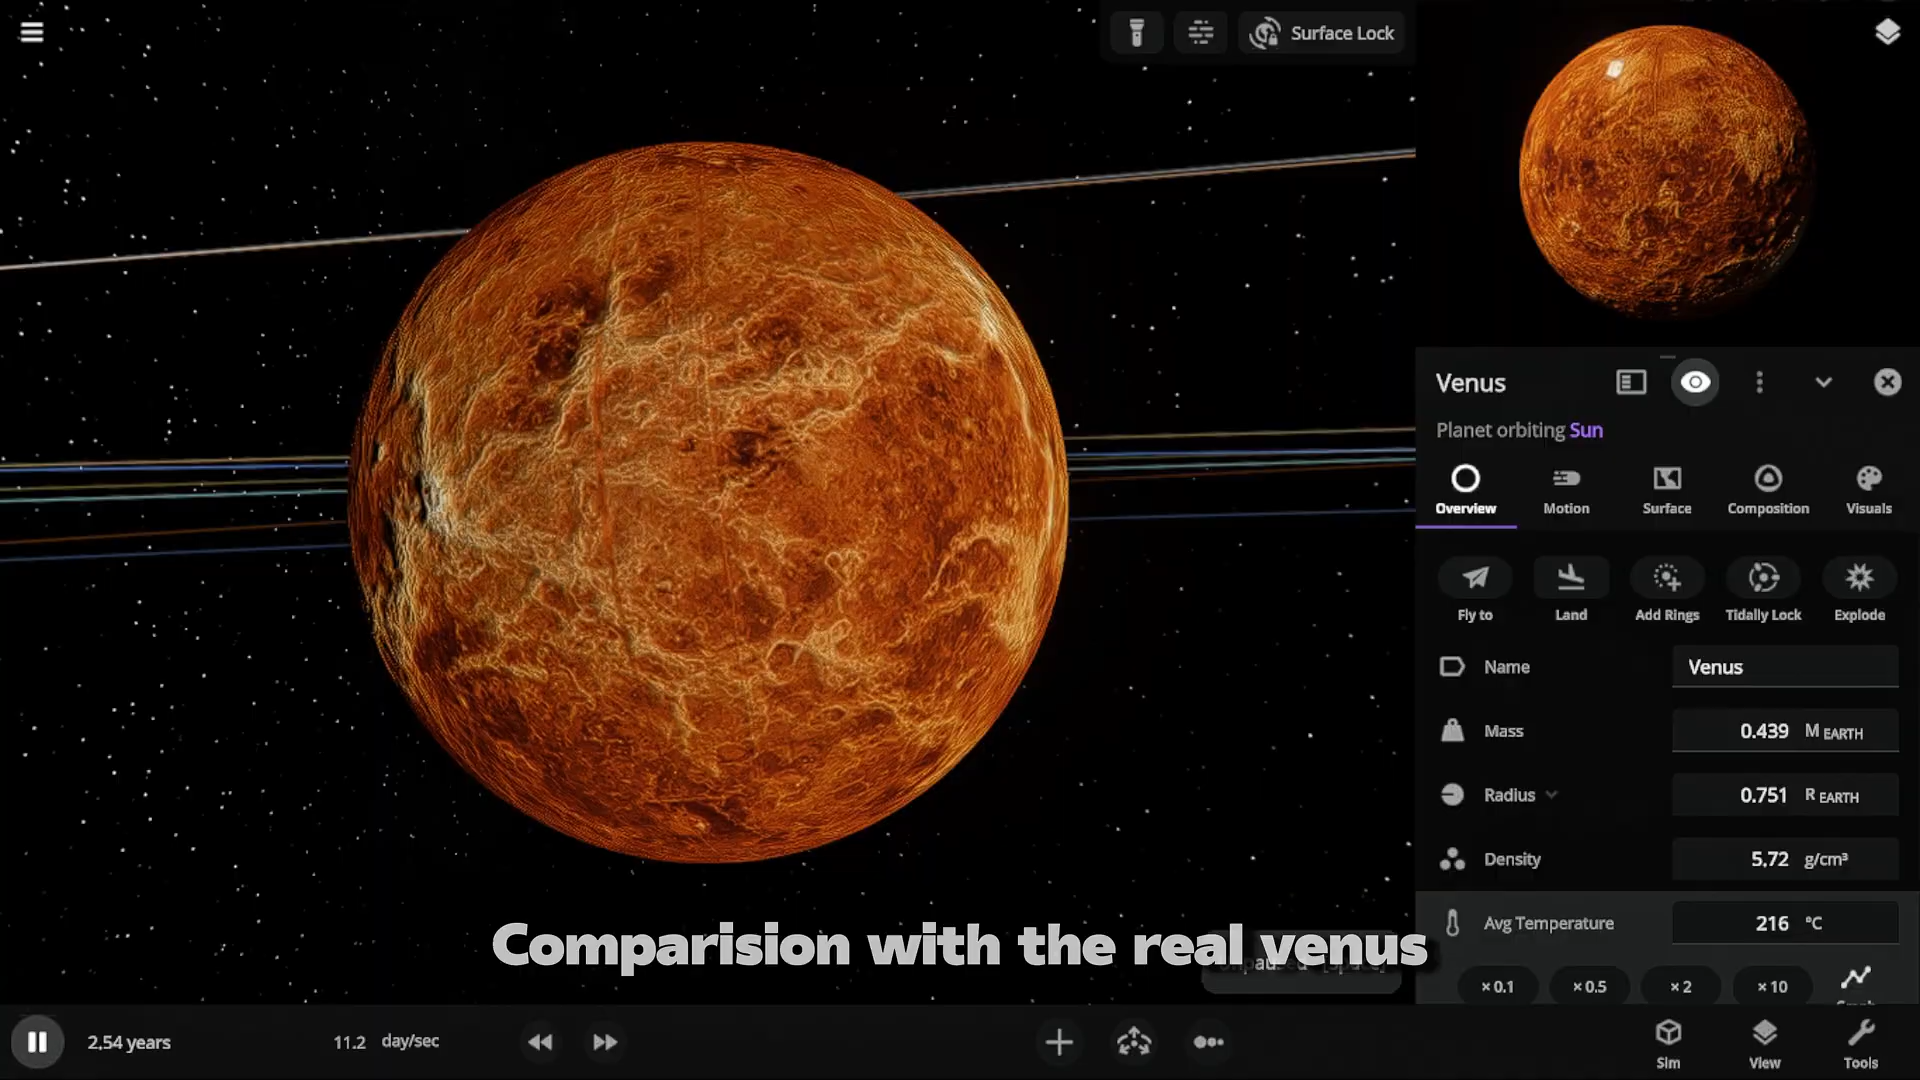 Surface Lock
Venus
Planet orbiting Sun
Overview
Motion
Surface
Composition
Visuals
Fly to
Land
Add Rings
Tidally Lock
Explode
Name
Venus
Mass
0.439 M EARTH
Radius
0.751 R EARTH
Density
5,72 g/cm³
Avg Temperature
216 °C
Comparision with the real venus
× 0.1
× 0.5
× 2
× 10
2,54 years
11.2 day/sec
Sim
View
Tools